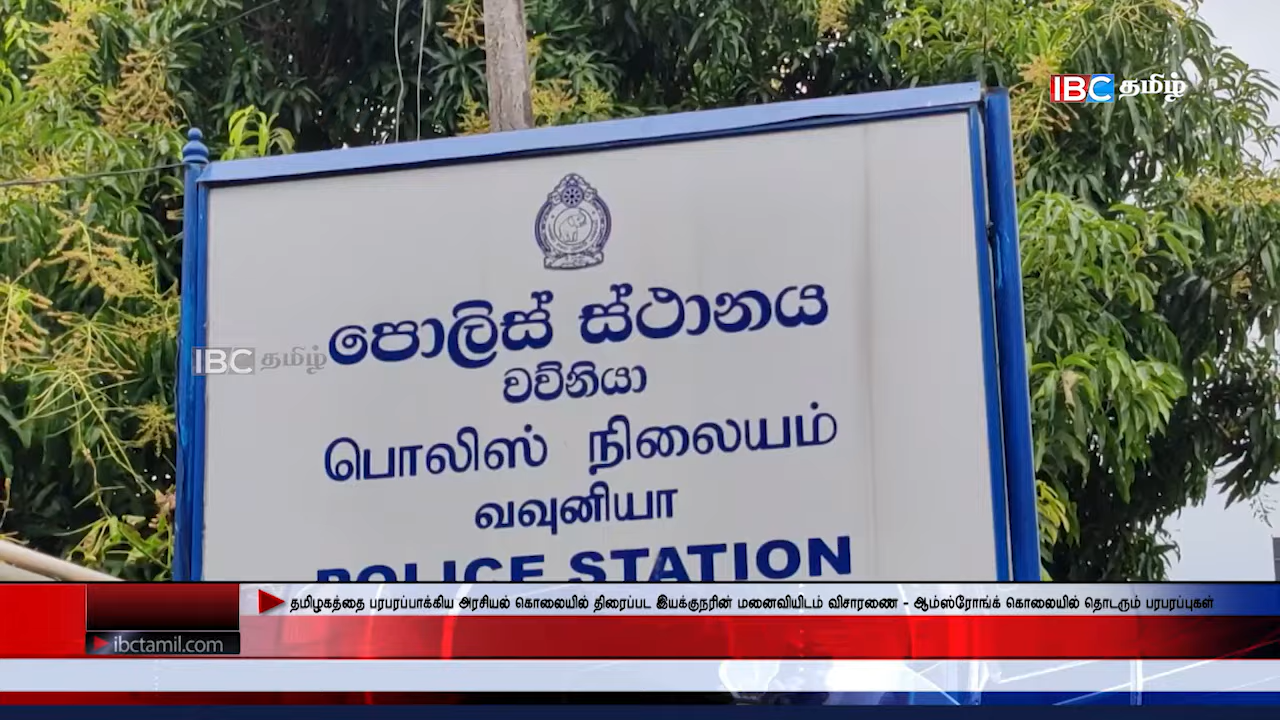 IBC தமிழ்
පොලිස් ස්ථානය
IBC தமிழ்
වව්නියා
பொலிஸ் நிலையம்
வவுனியா
POLICE STATION
தமிழகத்தை பரபரப்பாக்கிய அரசியல் கொலையில் திரைப்பட இயக்குநரின் மனைவியிடம் விசாரணை - ஆம்ஸ்ரோங்க் கொலையில் தொடரும் பரபரப்புகள்
ibctamil.com